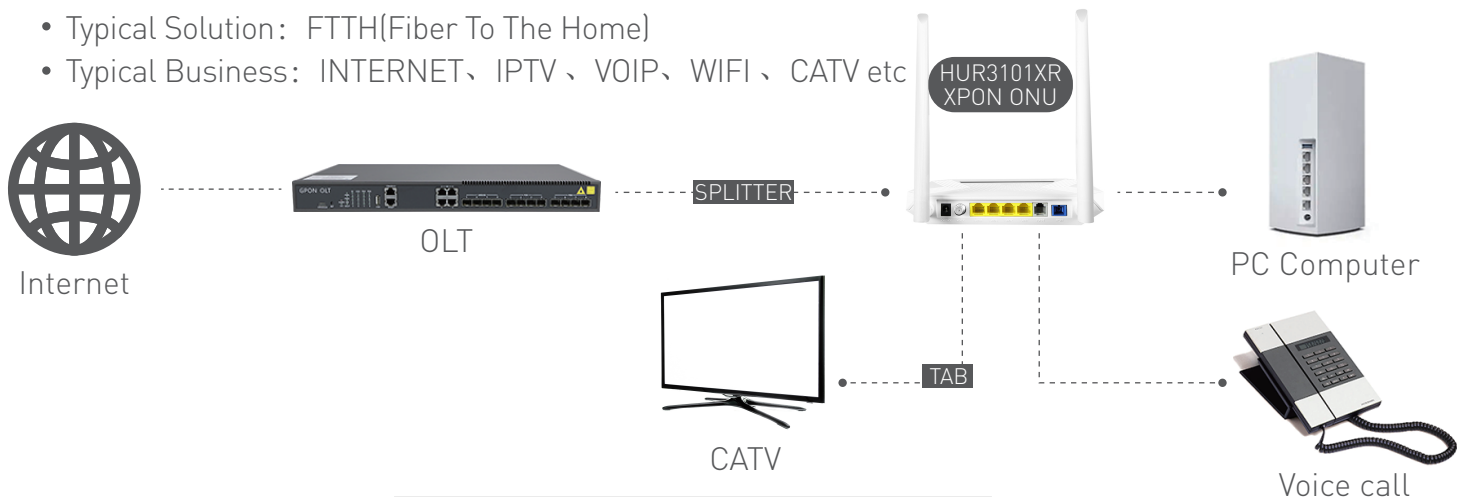 • Typical Solution：FTTH(Fiber To The Home)
• Typical Business：INTERNET、IPTV 、VOIP、WIFI 、CATV etc
HUR3101XR
XPON ONU
GPON OLT
SPLITTER
OLT
Internet
PC Computer
TAB
CATV
Voice call